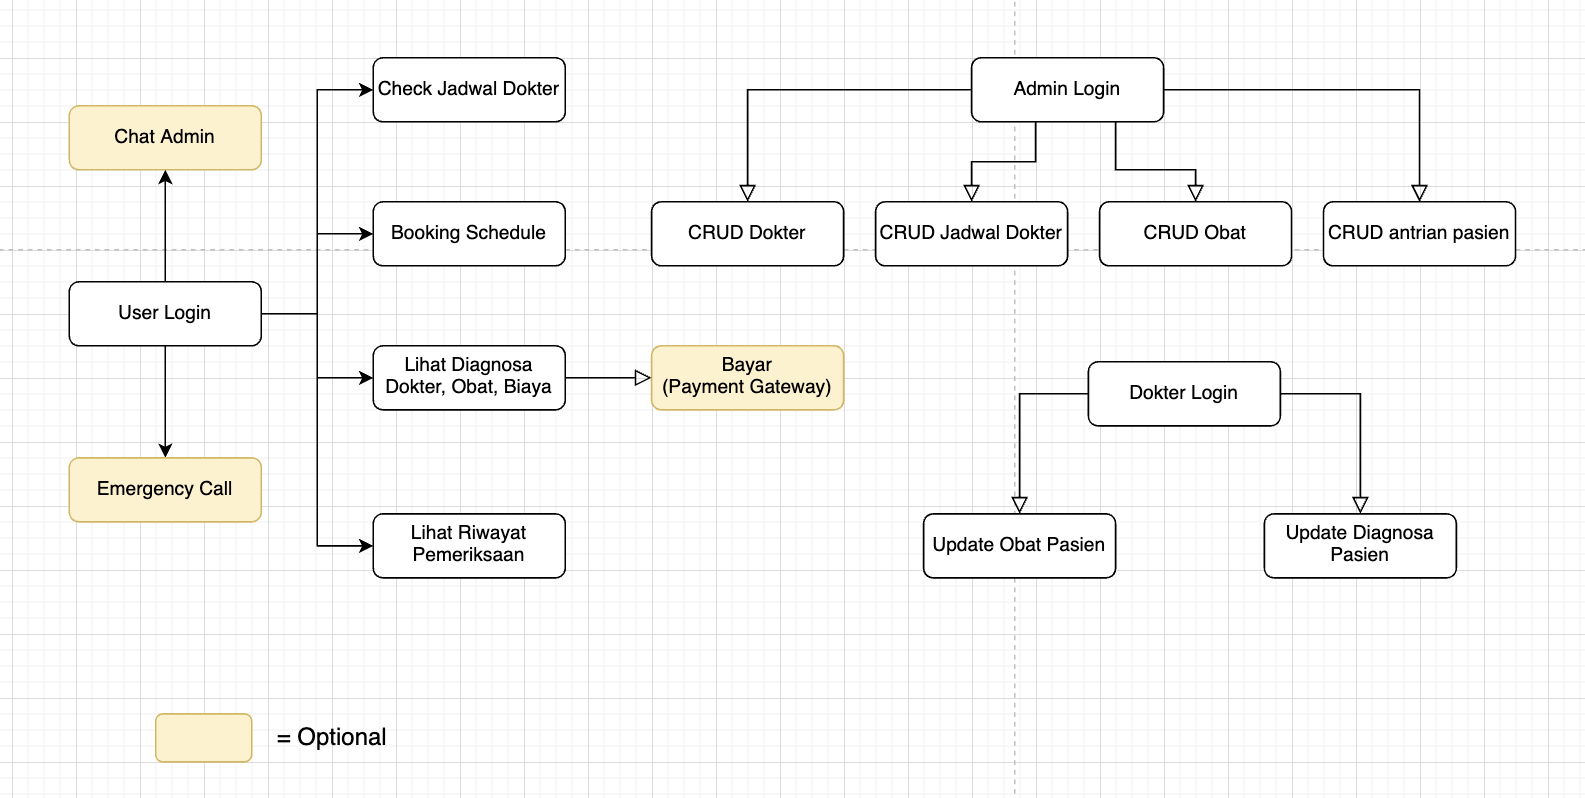 Check Jadwal Dokter
Admin Login
Chat Admin
Booking Schedule
CRUD Dokter
CRUD Jadwal Dokter
CRUD Obat
CRUD antrian pasien
User Login
Lihat Diagnosa
Dokter, Obat, Biaya
Bayar
(Payment Gateway)
Dokter Login
Emergency Call
Lihat Riwayat
Pemeriksaan
Update Obat Pasien
Update Diagnosa
Pasien
= Optional